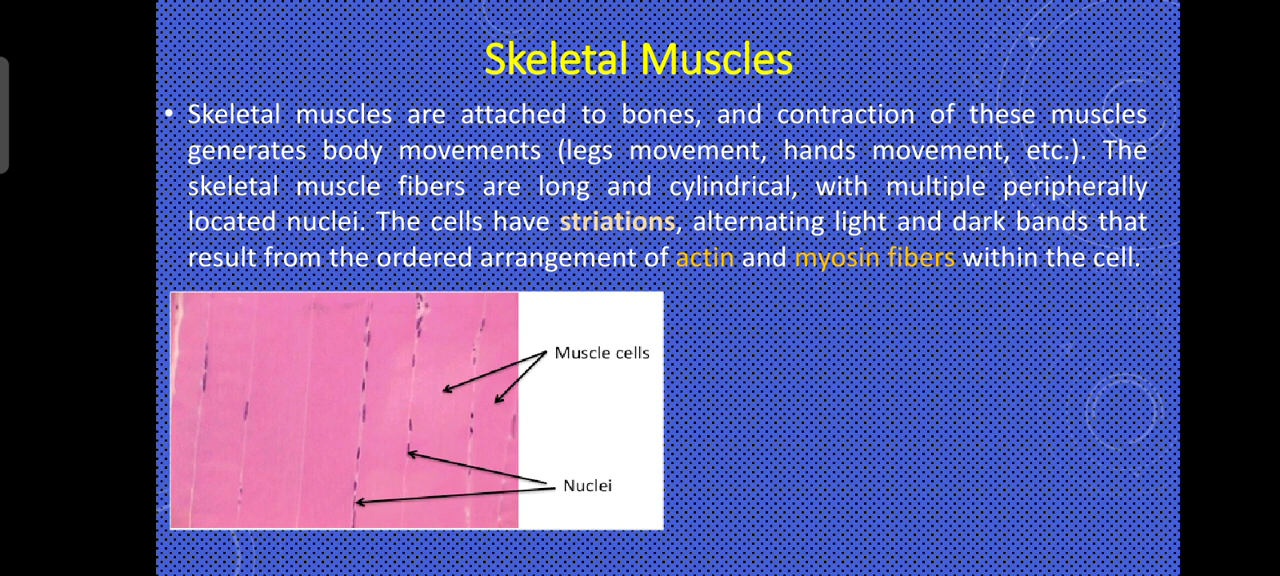 Skeletal Muscles
• Skeletal muscles are attached to bones, and contraction of these muscles
generates body movements (legs movement, hands movement, etc.). The
skeletal muscle fibers are long and cylindrical, with multiple peripherally
located nuclei. The cells have striations, alternating light and dark bands that
result from the ordered arrangement of actin and myosin fibers within the cell.
Muscle cells
Nuclei